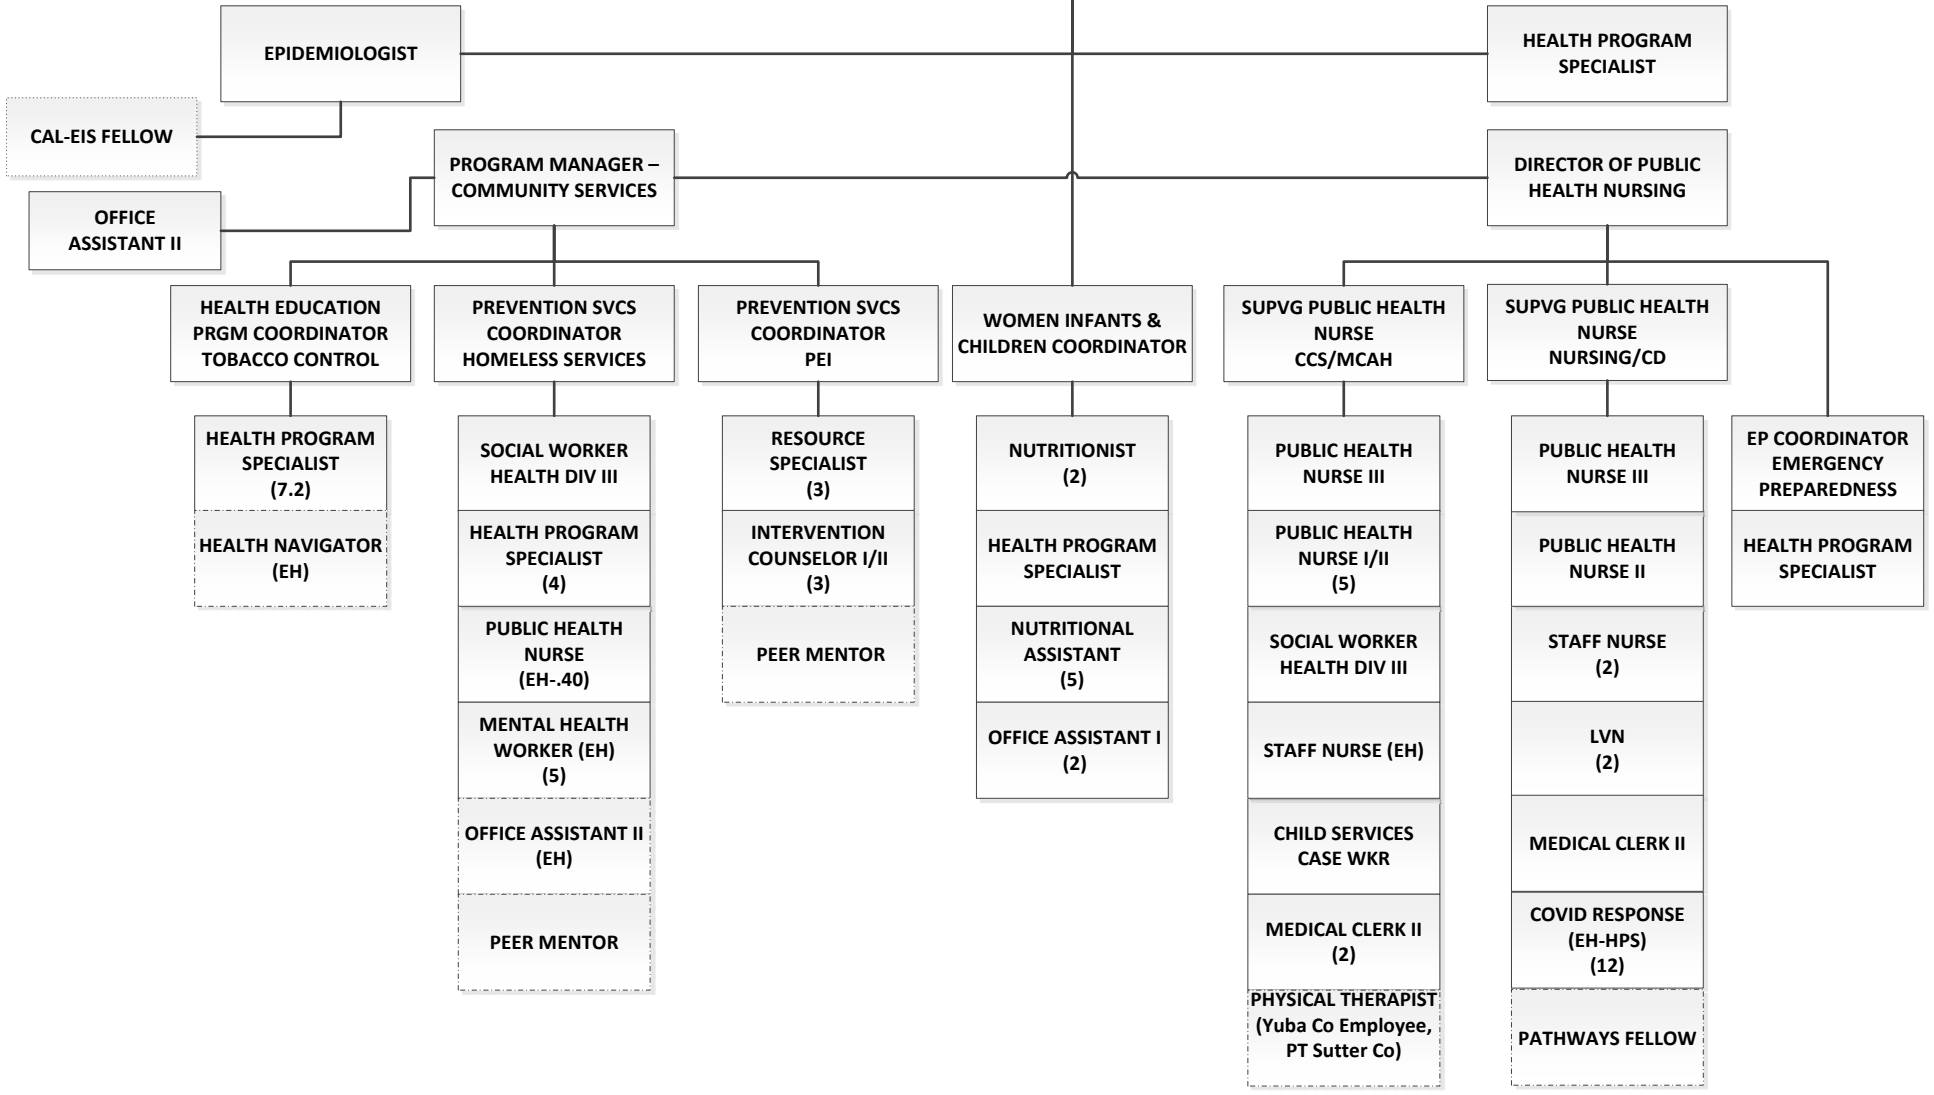 EPIDEMIOLOGIST
HEALTH PROGRAM
SPECIALIST
CAL-EIS FELLOW
PROGRAM MANAGER –
COMMUNITY SERVICES
DIRECTOR OF PUBLIC
HEALTH NURSING
OFFICE
ASSISTANT II
HEALTH EDUCATION
PRGM COORDINATOR
TOBACCO CONTROL
PREVENTION SVCS
COORDINATOR
HOMELESS SERVICES
PREVENTION SVCS
COORDINATOR
PEI
WOMEN INFANTS &
CHILDREN COORDINATOR
SUPVG PUBLIC HEALTH
NURSE
CCS/MCAH
SUPVG PUBLIC HEALTH
NURSE
NURSING/CD
HEALTH PROGRAM
SPECIALIST
(7.2)
HEALTH NAVIGATOR
(EH)
SOCIAL WORKER
HEALTH DIV III
HEALTH PROGRAM
SPECIALIST
(4)
PUBLIC HEALTH
NURSE
(EH-.40)
MENTAL HEALTH
WORKER (EH)
(5)
OFFICE ASSISTANT II
(EH)
PEER MENTOR
RESOURCE
SPECIALIST
(3)
INTERVENTION
COUNSELOR I/II
(3)
PEER MENTOR
NUTRITIONIST
(2)
HEALTH PROGRAM
SPECIALIST
NUTRITIONAL
ASSISTANT
(5)
OFFICE ASSISTANT I
(2)
PUBLIC HEALTH
NURSE III
PUBLIC HEALTH
NURSE I/II
(5)
SOCIAL WORKER
HEALTH DIV III
STAFF NURSE (EH)
CHILD SERVICES
CASE WKR
MEDICAL CLERK II
(2)
PHYSICAL THERAPIST
(Yuba Co Employee,
PT Sutter Co)
PUBLIC HEALTH
NURSE III
PUBLIC HEALTH
NURSE II
STAFF NURSE
(2)
LVN
(2)
MEDICAL CLERK II
COVID RESPONSE
(EH-HPS)
(12)
PATHWAYS FELLOW
EP COORDINATOR
EMERGENCY
PREPAREDNESS
HEALTH PROGRAM
SPECIALIST